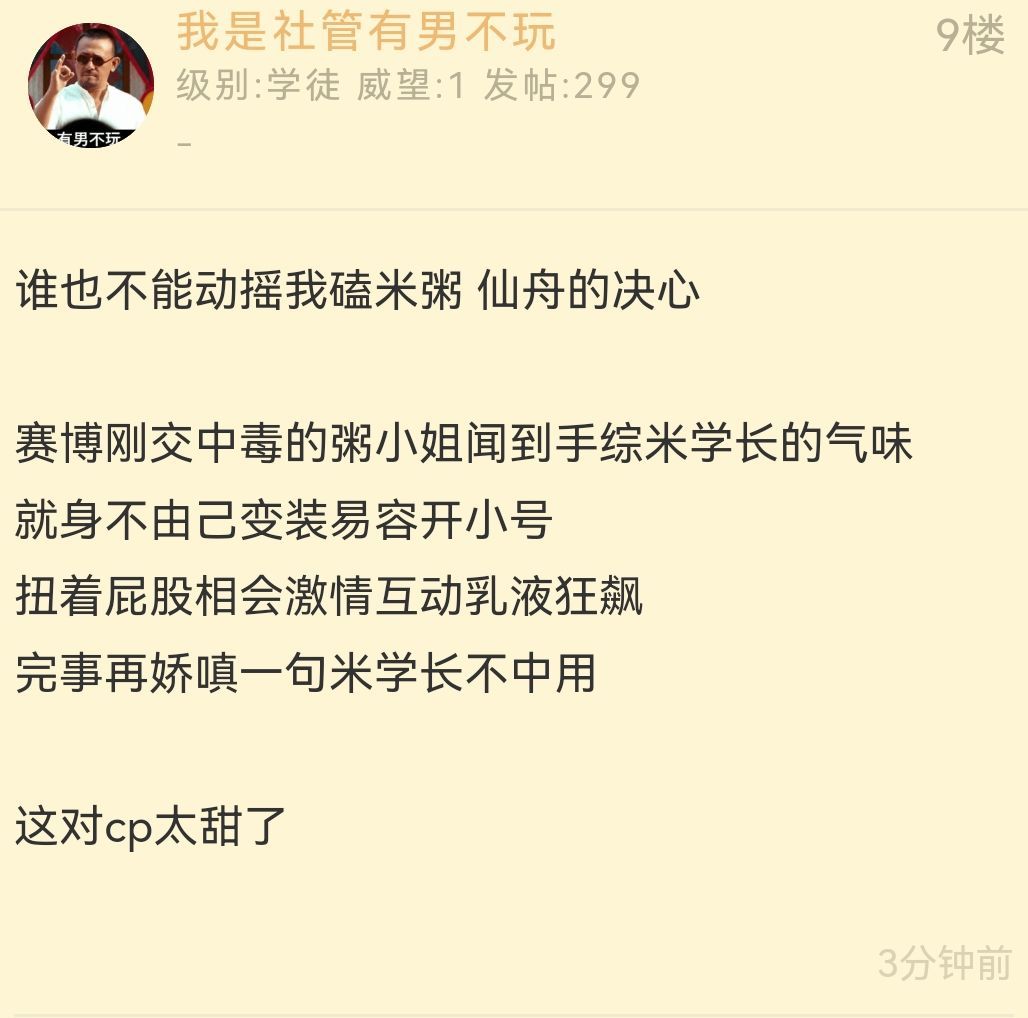 我是社管有男不玩
9楼
级别:学徒 威望:1 发帖:299
有男不玩
-
谁也不能动摇我磕米粥 仙舟的决心
赛博刚交中毒的粥小姐闻到手综米学长的气味
就身不由己变装易容开小号
扭着屁股相会激情互动乳液狂飙
完事再娇嗔一句米学长不中用
这对cp太甜了
3分钟前